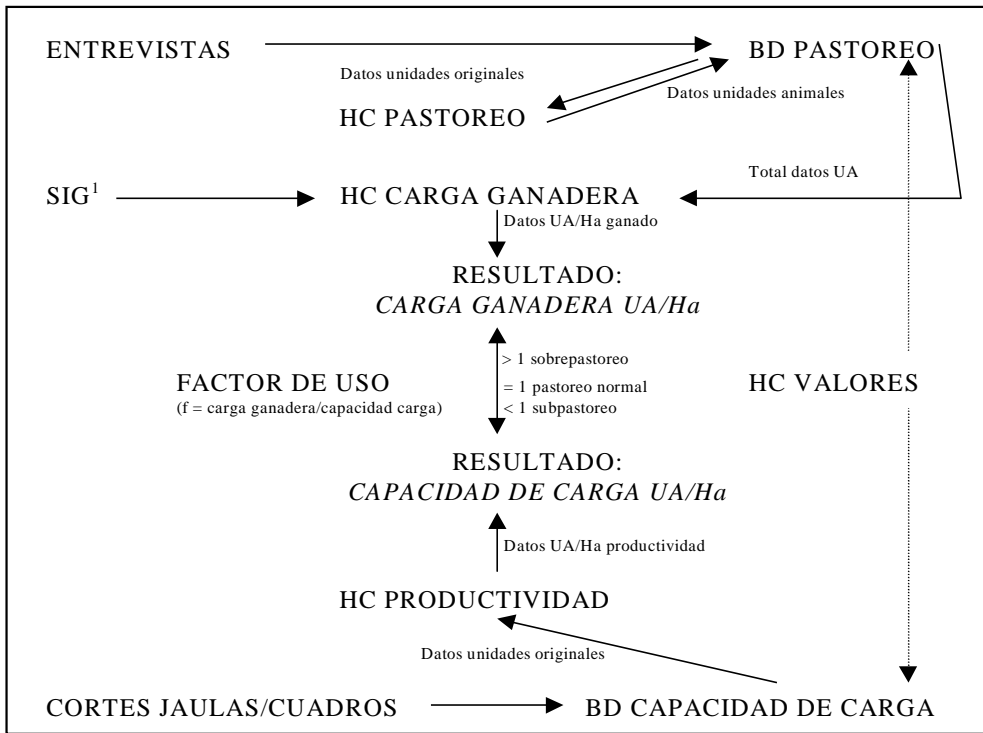 ENTREVISTAS
BD PASTOREO
Datos unidades originales
Datos unidades animales
HC PASTOREO
Total datos UA
SIG1
HC CARGA GANADERA
Datos UA/Ha ganado
RESULTADO:
CARGA GANADERA UA/Ha
> 1 sobrepastoreo
FACTOR DE USO
= 1 pastoreo normal
HC VALORES
(f = carga ganadera/capacidad carga)
< 1 subpastoreo
RESULTADO:
CAPACIDAD DE CARGA UA/Ha
Datos UA/Ha productividad
HC PRODUCTIVIDAD
Datos unidades originales
CORTES JAULAS/CUADROS
BD CAPACIDAD DE CARGA